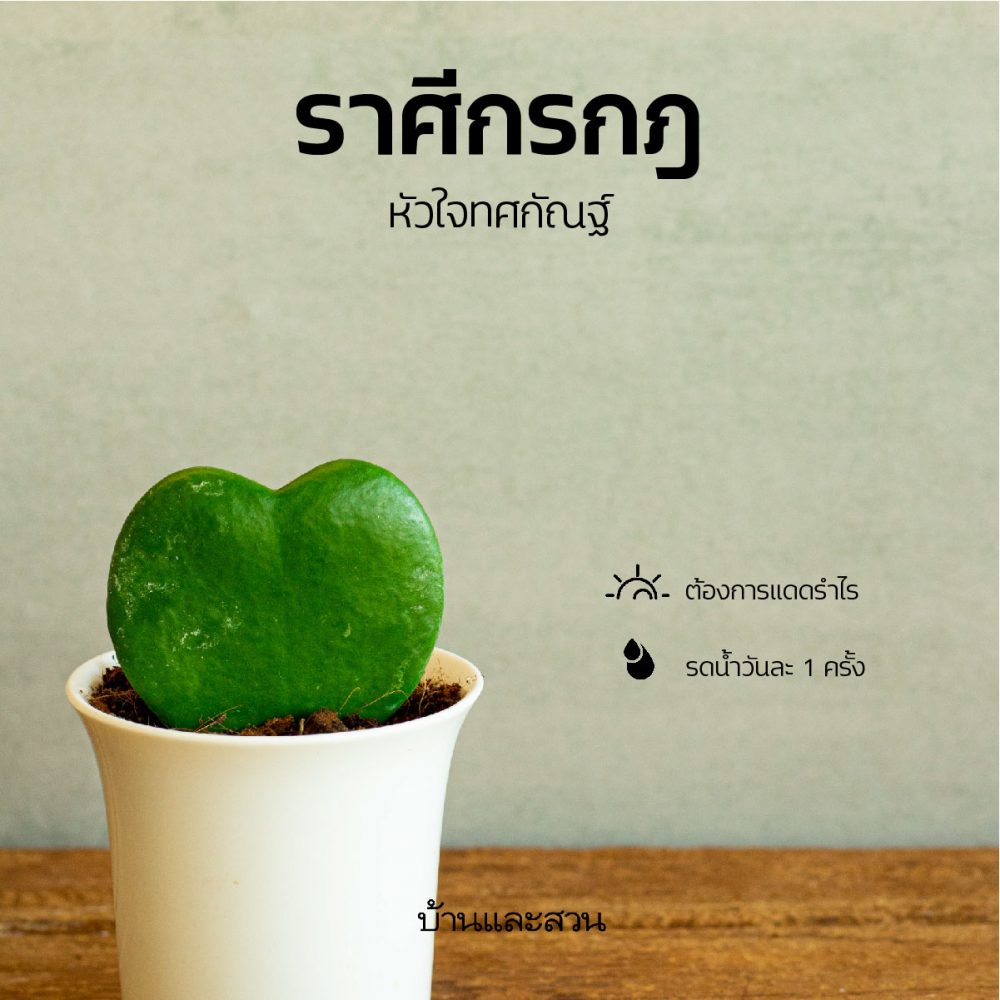 ราศีกรกฎ
หัวใจทศกัณฐ์
ต้องการแดดรำไร
รดน้ำวันละ 1 ครั้ง
บ้านและสวน